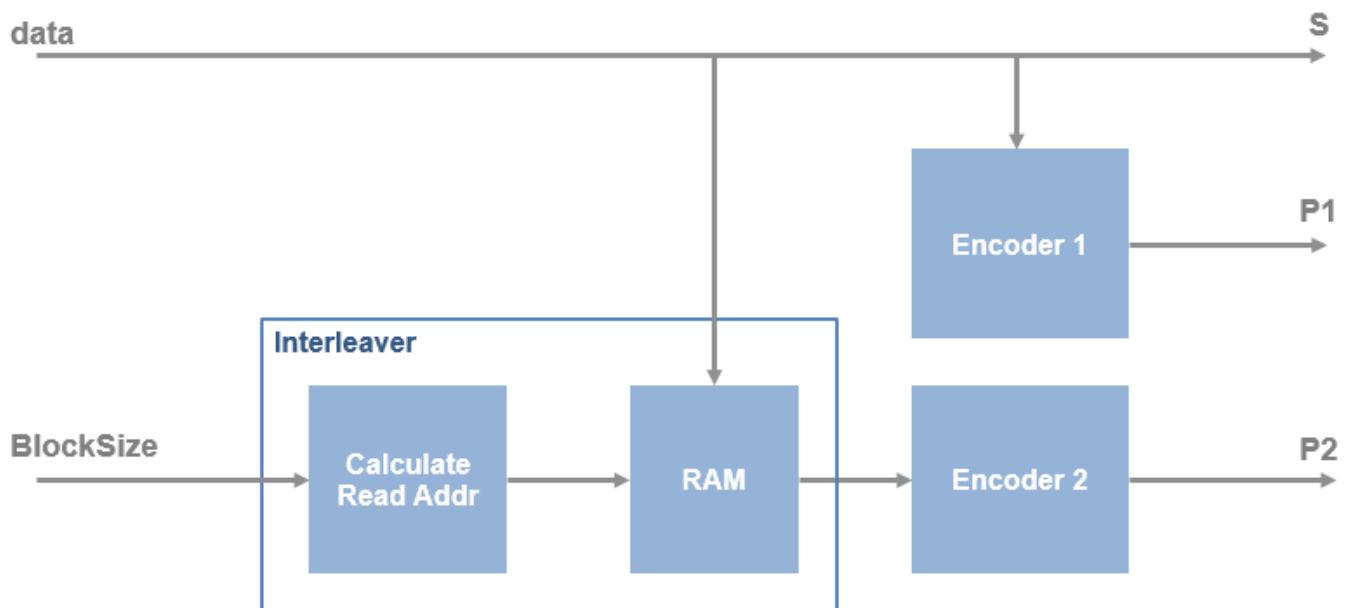 data
S
P1
Encoder 1
Interleaver
BlockSize
Calculate
Read Addr
RAM
Encoder 2
P2